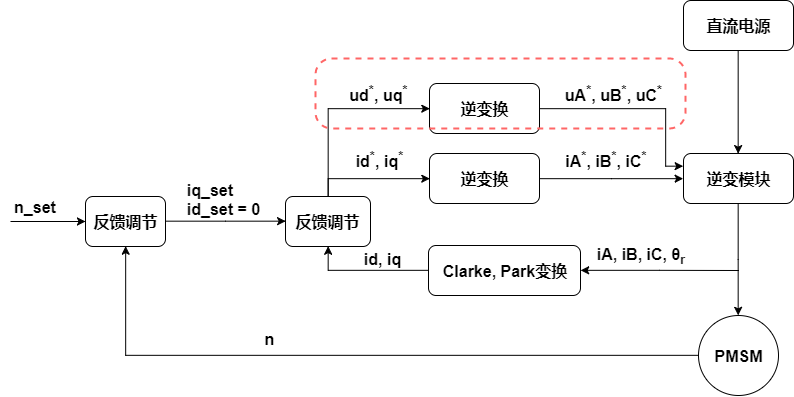 直流电源
ud*, uq*
逆变换
uA*, uB*, uC*
id*, iq*
逆变换
iA*, iB*, iC*
逆变模块
n_set
反馈调节
iq_set
id_set = 0
反馈调节
id, iq
Clarke, Park变换
iA, iB, iC, θr
n
PMSM